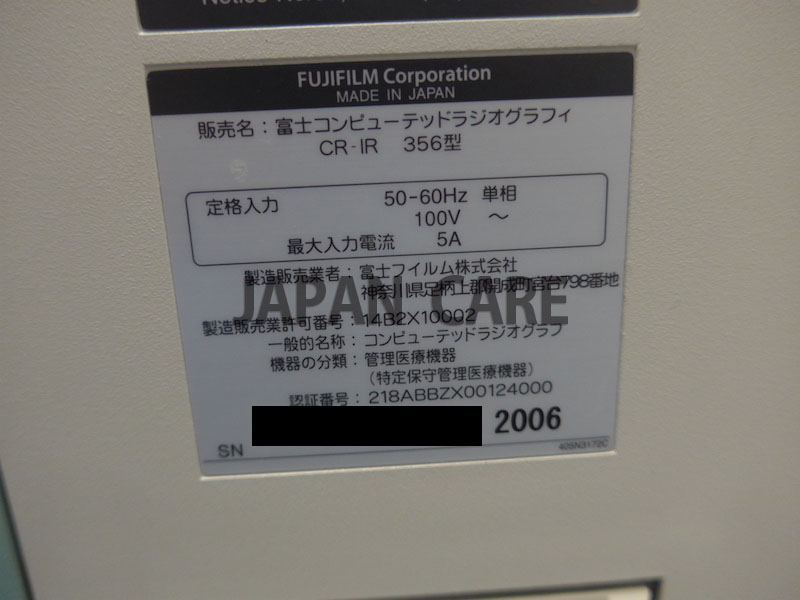 FUJIFILM Corporation
MADE IN JAPAN
販売名：富士コンピューテッドラジオグラフィ
CR-IR 356型
定格入力 50-60Hz 単相
100V ～
最大入力電流 5A
製造販売業者：富士フイルム株式会社
神奈川県足柄上郡開成町宮台798番地
JAPAN CARE
製造販売業許可番号：14B2X10002
一般的名称：コンピューテッドラジオグラフ
機器の分類：管理医療機器
（特定保守管理医療機器）
認証番号：218ABBZX00124000
2006
SN